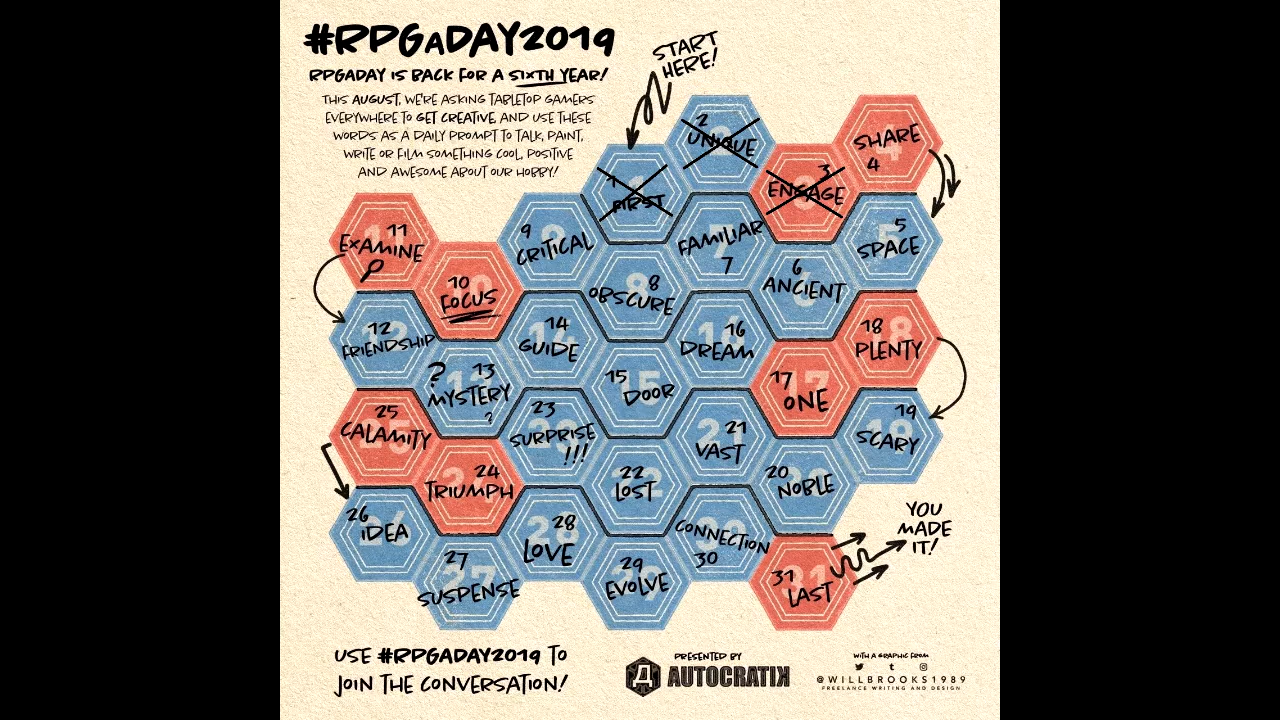 #RPGaDAY2019
RPGADAY IS BACK FOR A SIXTH YEAR!
THIS AUGUST, WE'RE ASKING TABLETOP GAMERS
EVERYWHERE TO GET CREATIVE AND USE THESE
WORDS AS A DAILY PROMPT TO TALK, PAINT,
WRITE OR FILM SOMETHING COOL, POSITIVE
AND AWESOME ABOUT OUR HOBBY!
START
HERE!
1
FIRST
2
UNIQUE
3
ENGAGE
SHARE
4
5
SPACE
6
ANCIENT
FAMILIAR
7
8
OBSCURE
9
CRITICAL
10
FOCUS
11
EXAMINE
12
FRIENDSHIP
? 13
MYSTERY
?
14
GUIDE
15
DOOR
16
DREAM
17
ONE
18
PLENTY
19
SCARY
20
NOBLE
21
VAST
22
LOST
23
SURPRISE
!!!
24
TRIUMPH
25
CALAMITY
26
IDEA
27
SUSPENSE
28
LOVE
29
EVOLVE
CONNECTION
30
31
LAST
YOU
MADE
IT!
USE #RPGADAY2019 TO
JOIN THE CONVERSATION!
PRESENTED BY
AUTOCRATIK
WITH A GRAPHIC FROM
@WILLBROOKS1989
FREELANCE WRITING AND DESIGN